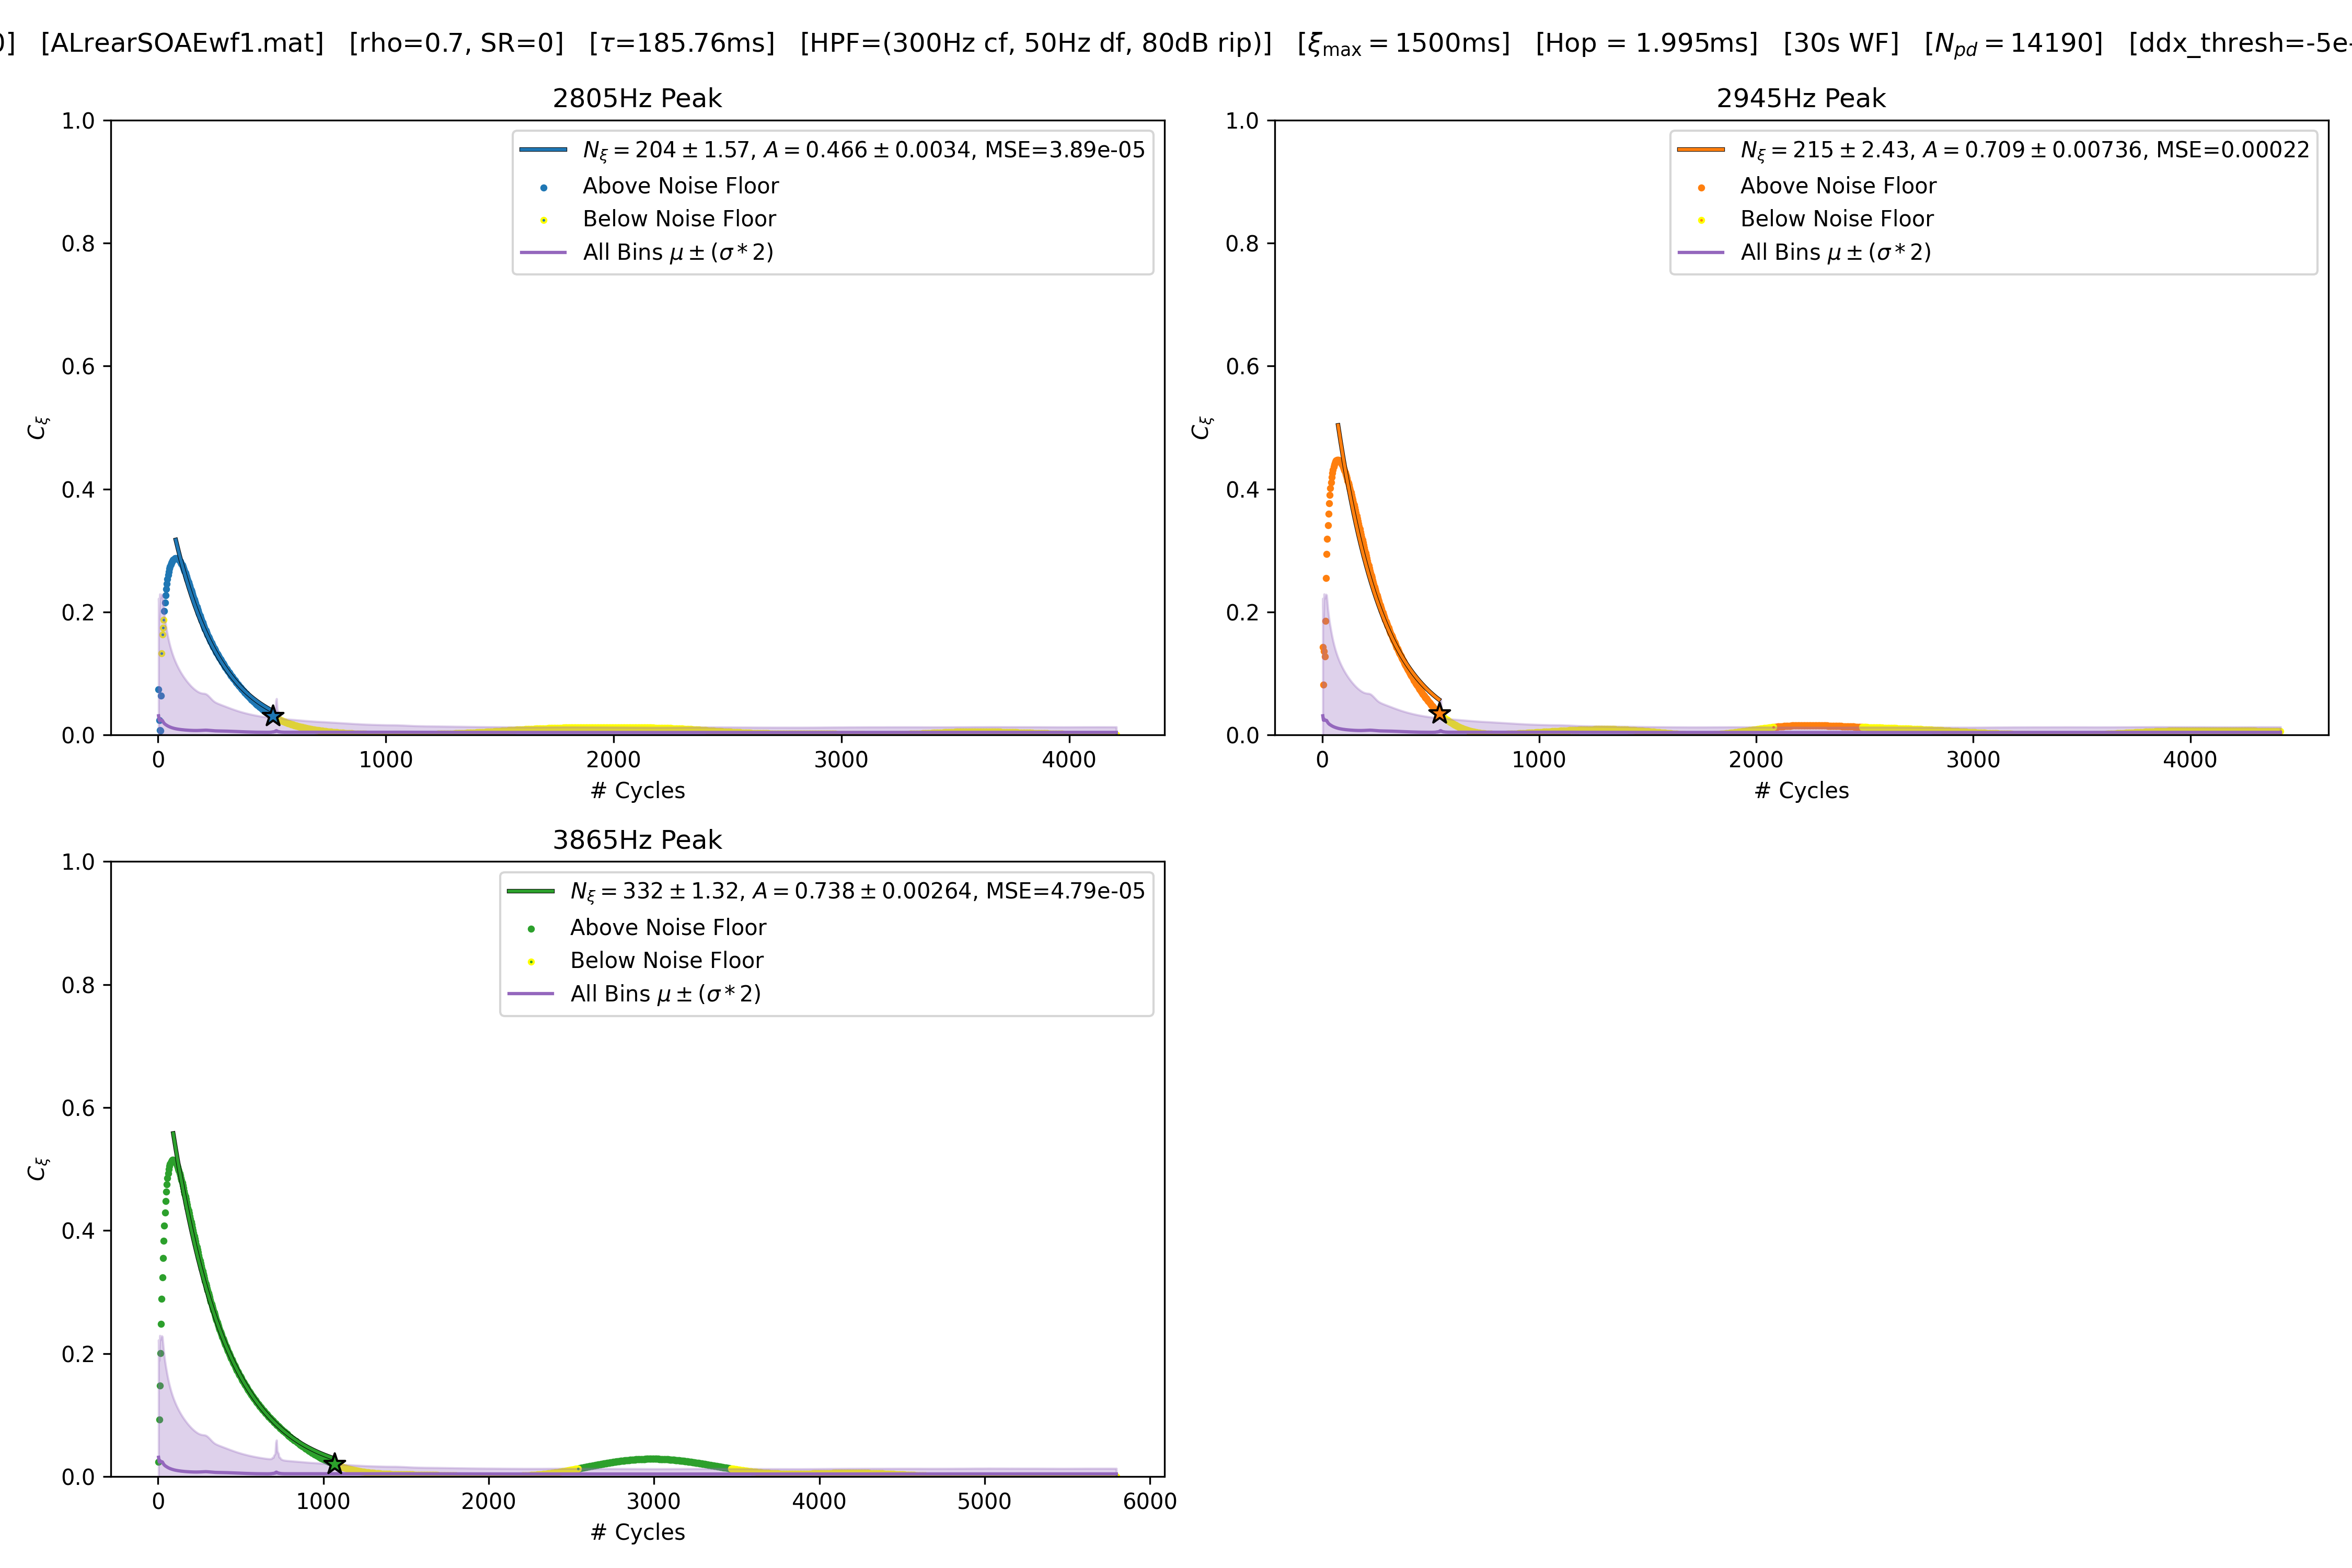 0] [ALrearSOAEwf1.mat] [rho=0.7, SR=0] [τ=185.76ms] [HPF=(300Hz cf, 50Hz df, 80dB rip)] [ξmax = 1500ms] [Hop = 1.995ms] [30s WF] [Npd = 14190] [ddx_thresh=-5e-
2805Hz Peak
1.0
0.8
0.6
0.4
0.2
0.0
Cξ
Nξ = 204 ± 1.57, A = 0.466 ± 0.0034, MSE=3.89e-05
Above Noise Floor
Below Noise Floor
All Bins μ ± (σ * 2)
0 1000 2000 3000 4000
# Cycles
2945Hz Peak
1.0
0.8
0.6
0.4
0.2
0.0
Cξ
Nξ = 215 ± 2.43, A = 0.709 ± 0.00736, MSE=0.00022
Above Noise Floor
Below Noise Floor
All Bins μ ± (σ * 2)
0 1000 2000 3000 4000
# Cycles
3865Hz Peak
1.0
0.8
0.6
0.4
0.2
0.0
Cξ
Nξ = 332 ± 1.32, A = 0.738 ± 0.00264, MSE=4.79e-05
Above Noise Floor
Below Noise Floor
All Bins μ ± (σ * 2)
0 1000 2000 3000 4000 5000 6000
# Cycles